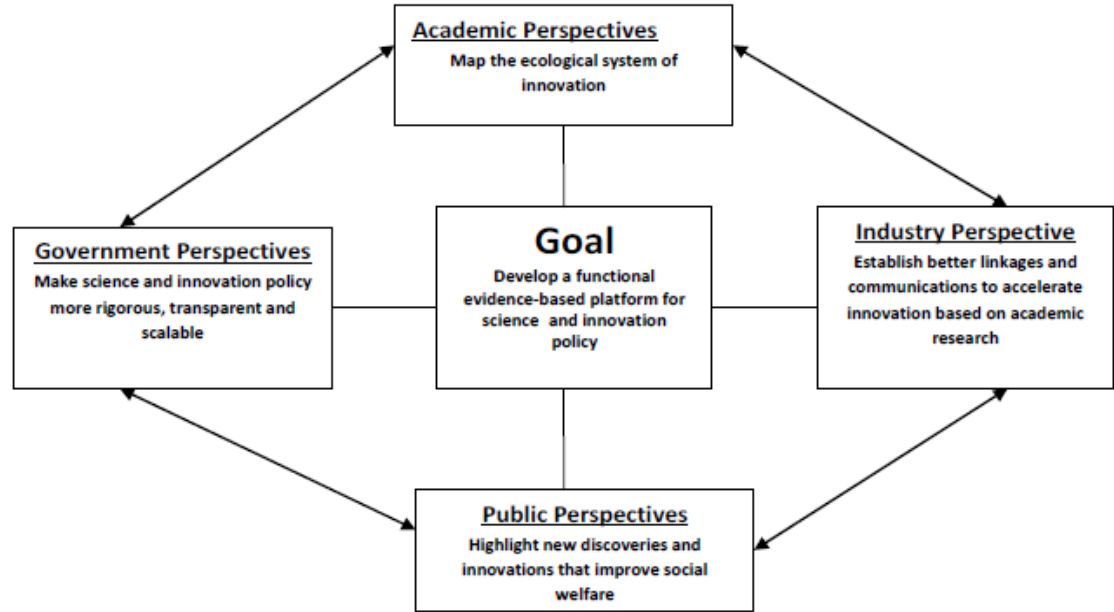 Academic Perspectives
Map the ecological system of
innovation
Government Perspectives
Make science and innovation policy
more rigorous, transparent and
scalable
Goal
Develop a functional
evidence-based platform for
science and innovation
policy
Industry Perspective
Establish better linkages and
communications to accelerate
innovation based on academic
research
Public Perspectives
Highlight new discoveries and
innovations that improve social
welfare